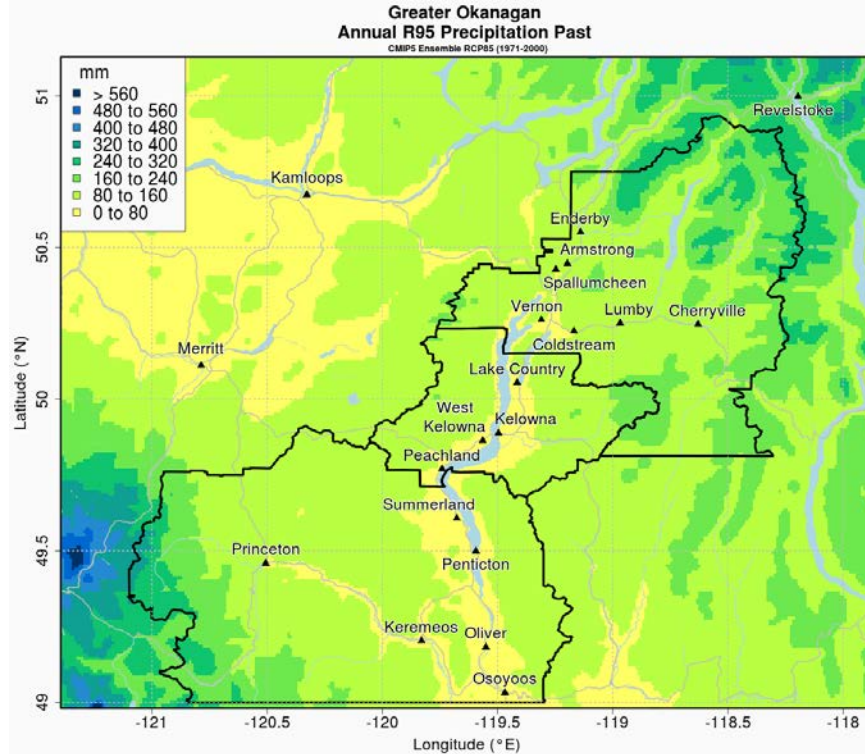 Greater Okanagan
Annual R95 Precipitation Past
CMIP5 Ensemble RCP85 (1971-2000)
mm
> 560
480 to 560
400 to 480
320 to 400
240 to 320
160 to 240
80 to 160
0 to 80
Revelstoke
Kamloops
Enderby
Armstrong
Spallumcheen
Vernon
Lumby
Cherryville
Coldstream
Merritt
Lake Country
West
Kelowna
Kelowna
Peachland
Summerland
Princeton
Penticton
Keremeos
Oliver
Osoyoos
51
50.5
50
49.5
49
Latitude (°N)
-121
-120.5
-120
-119.5
-119
-118.5
-118
Longitude (°E)